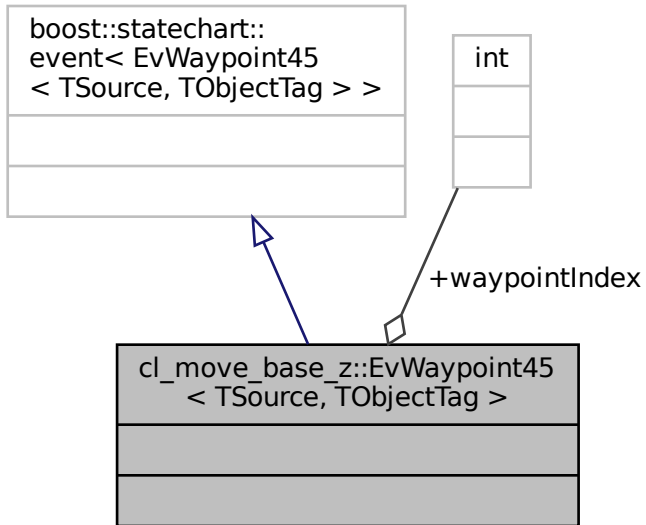 boost::statechart::
event< EvWaypoint45
< TSource, TObjectTag > >
int
+waypointIndex
cl_move_base_z::EvWaypoint45
< TSource, TObjectTag >